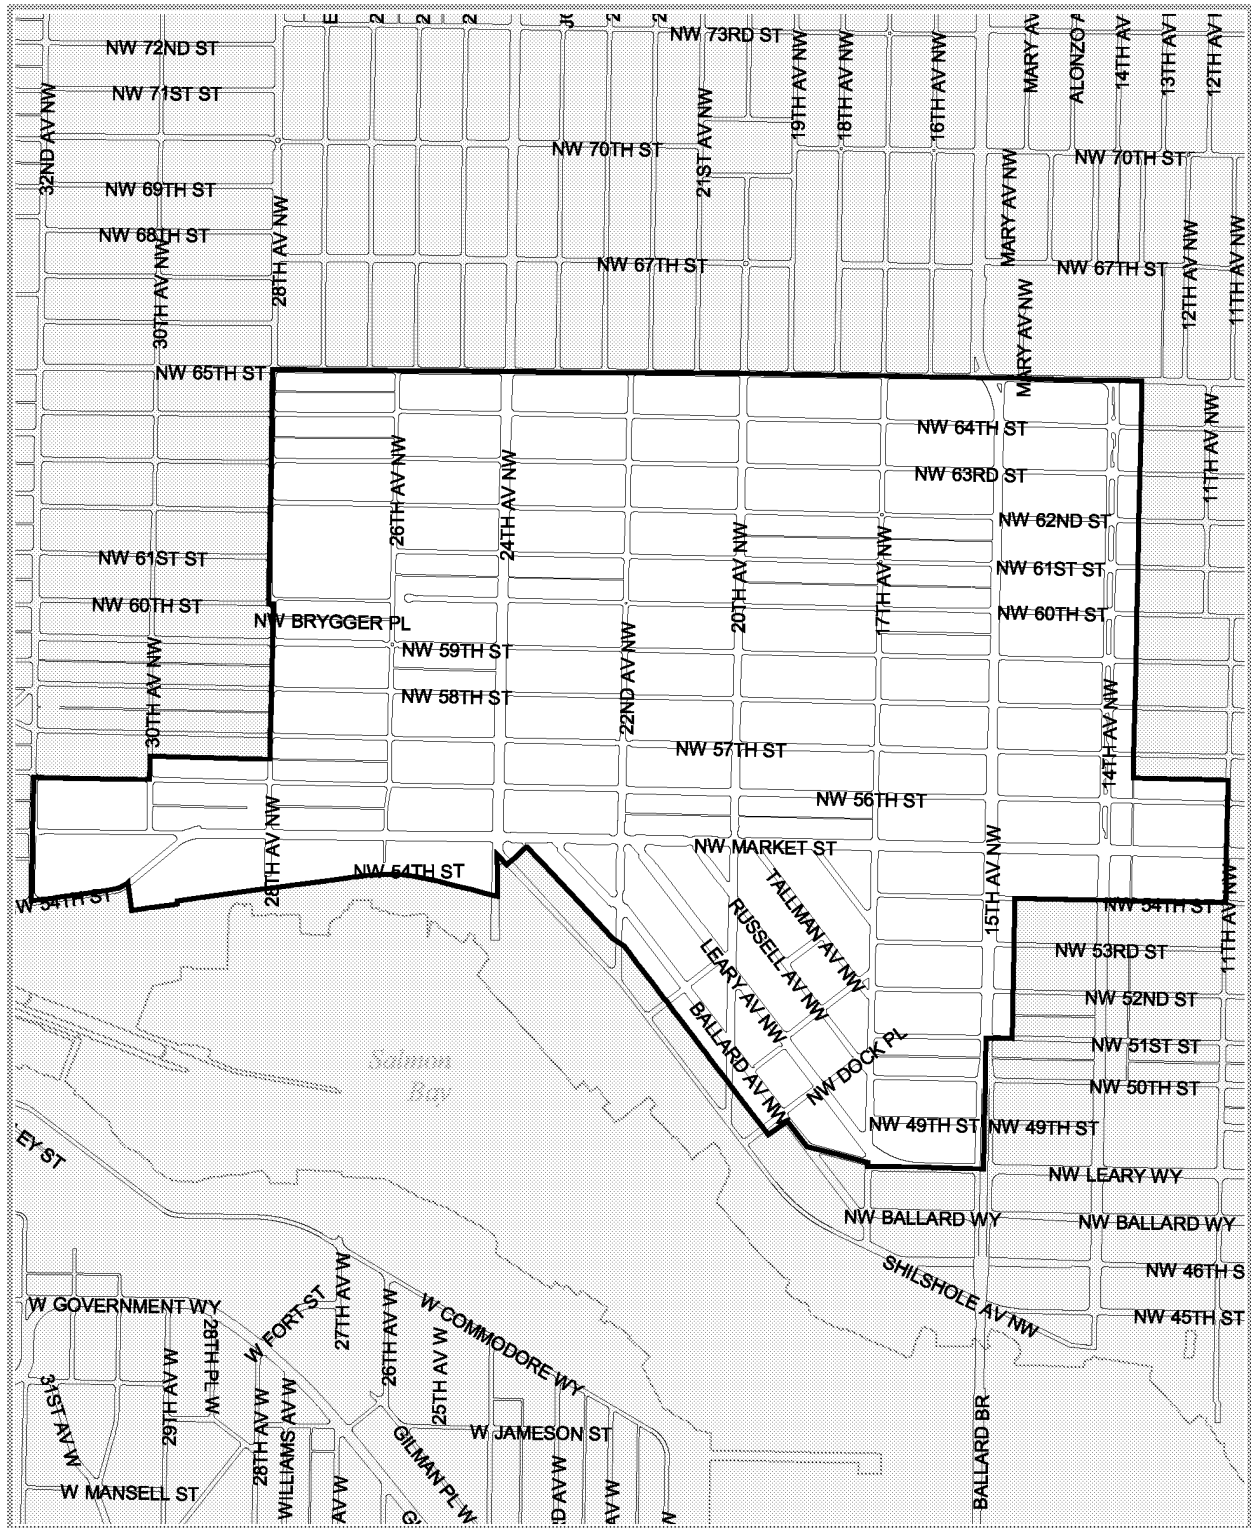 NW 73RD ST
NW 72ND ST
NW 71ST ST
32ND AV NW
19TH AV NW
18TH AV NW
16TH AV NW
14TH AV
NW 70TH ST
21ST AV NW
NW 70TH ST
MARY AV NW
NW 69TH ST
NW 68TH ST
30TH AV NW
28TH AV NW
NW 67TH ST
NW 67TH ST
12TH AV NW
11TH AV NW
NW 65TH ST
MARY AV NW
NW 64TH ST
11TH AV NW
26TH AV NW
24TH AV NW
NW 63RD ST
NW 62ND ST
20TH AV NW
17TH AV NW
NW 61ST ST
NW 61ST ST
NW 60TH ST
NW 60TH ST
NW BRYGGER PL
22ND AV NW
NW 59TH ST
30TH AV NW
NW 58TH ST
14TH AV NW
NW 57TH ST
NW 56TH ST
28TH AV NW
NW MARKET ST
15TH AV NW
NW 54TH ST
W 54TH ST
TALLMAN AV NW
RUSSELL AV NW
LEARY AV NW
BALLARD AV NW
NW DOCK PL
NW 54TH ST
11TH AV NW
NW 53RD ST
NW 52ND ST
NW 51ST ST
NW 50TH ST
Salmon
Bay
NW 49TH ST
NW 49TH ST
LEY ST
NW LEARY WY
NW BALLARD WY
NW BALLARD WY
SHILSHOLE AV NW
NW 46TH S
NW 45TH ST
W GOVERNMENT WY
W FORT ST
27TH AV W
26TH AV W
25TH AV W
W COMMODORE WY
28TH PL W
29TH AV W
31ST AV W
28TH AV W
WILLIAMS AV W
GILMAN PL W
W JAMESON ST
W MANSELL ST
AV W
AV W
BALLARD BR